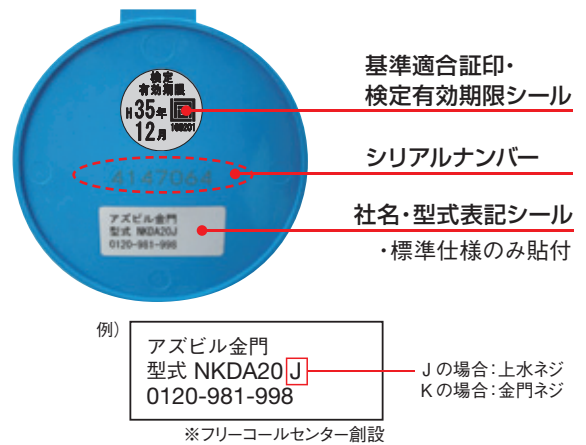 検定
有効期限
H35年
12月
169201
基準適合証印・
検定有効期限シール
4147064
シリアルナンバー
アズビル金門
型式 NKDA20J
0120-981-998
社名・型式表記シール
・標準仕様のみ貼付
例)
アズビル金門
型式 NKDA20 J
0120-981-998
Jの場合:上水ネジ
Kの場合:金門ネジ
※フリーコールセンター創設